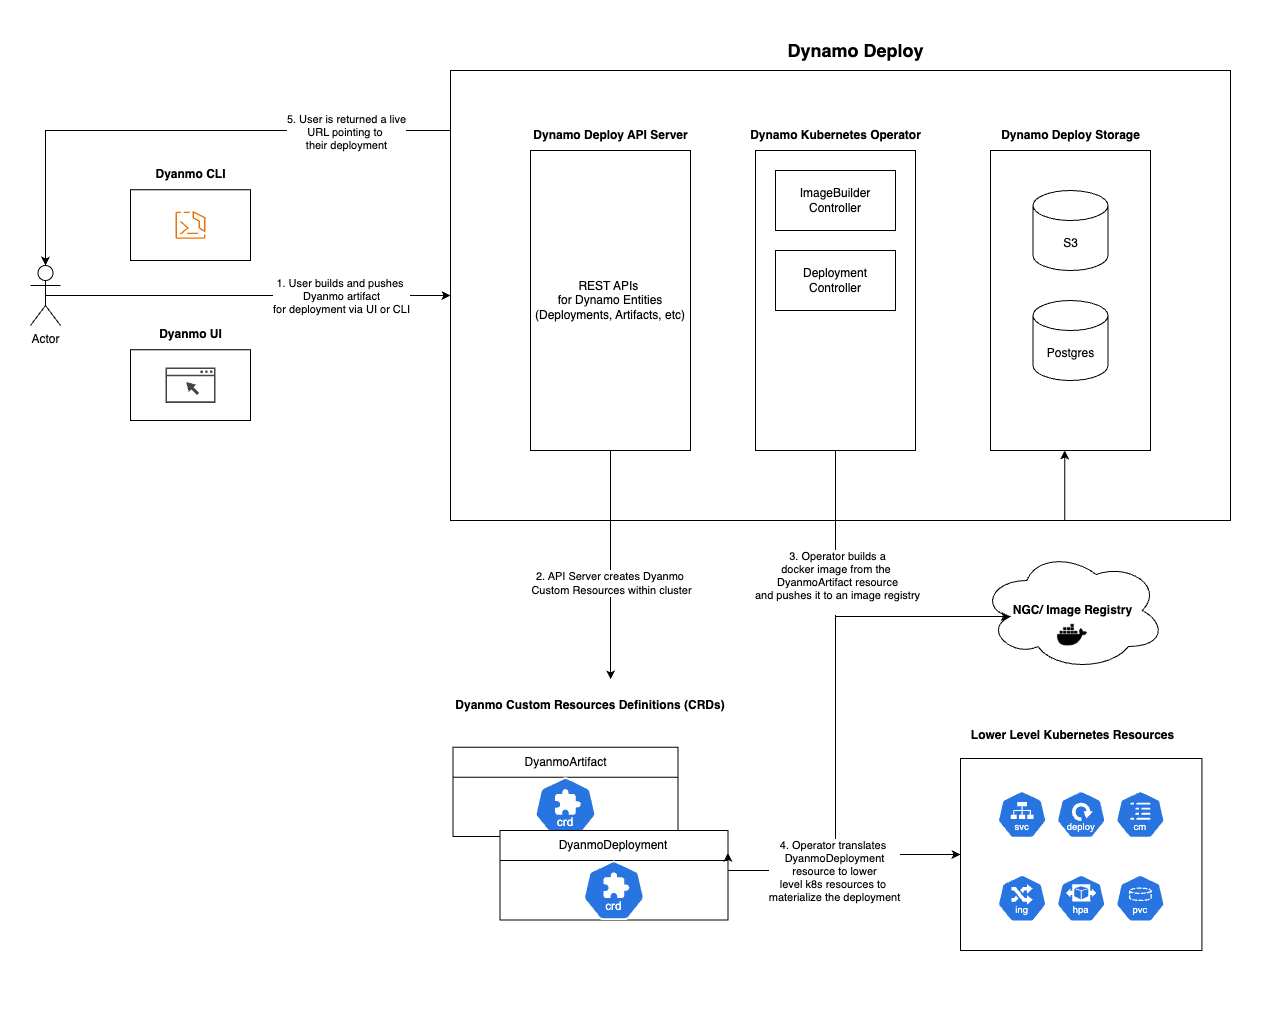 Dynamo Deploy
5. User is returned a live
URL pointing to
their deployment
Dynamo Deploy API Server
Dynamo Kubernetes Operator
Dynamo Deploy Storage
Dyanmo CLI
ImageBuilder
Controller
S3
Deployment
Controller
1. User builds and pushes
Dyanmo artifact
for deployment via UI or CLI
REST APIs
for Dynamo Entities
(Deployments, Artifacts, etc)
Actor
Dyanmo UI
Postgres
2. API Server creates Dyanmo
Custom Resources within cluster
3. Operator builds a
docker image from the
DyanmoArtifact resource
and pushes it to an image registry
NGC/ Image Registry
Dyanmo Custom Resources Definitions (CRDs)
Lower Level Kubernetes Resources
DyanmoArtifact
crd
DyanmoDeployment
crd
4. Operator translates
DyanmoDeployment
resource to lower
level k8s resources to
materialize the deployment
svc
deploy
cm
ing
hpa
pvc